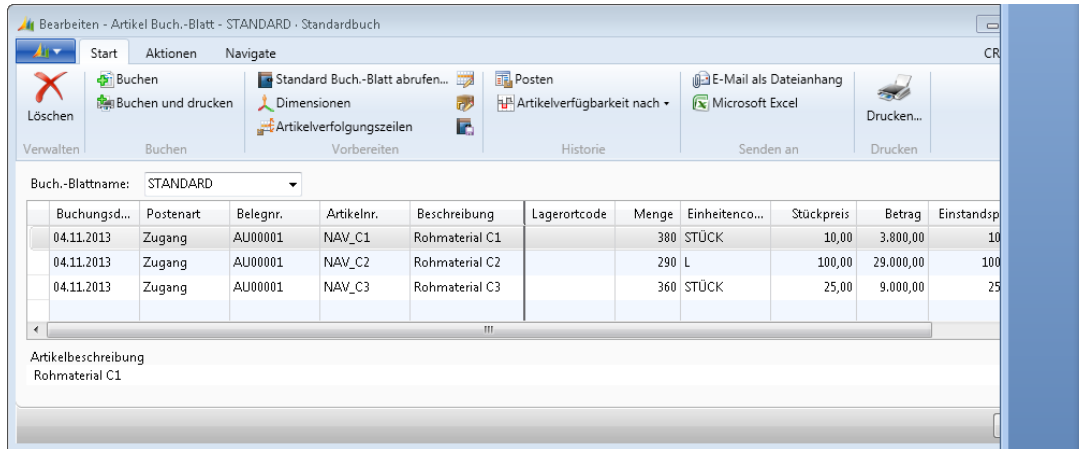 Bearbeiten - Artikel Buch.-Blatt - STANDARD · Standardbuch
Start Aktionen Navigate CR
Löschen
Buchen
Buchen und drucken
Standard Buch.-Blatt abrufen...
Dimensionen
Artikelverfolgungszeilen
Posten
Artikelverfügbarkeit nach
E-Mail als Dateianhang
Microsoft Excel
Drucken...
Verwalten Buchen Vorbereiten Historie Senden an Drucken
Buch.-Blattname: STANDARD
Buchungsd... Postenart Belegnr. Artikelnr. Beschreibung Lagerortcode Menge Einheitenco... Stückpreis Betrag Einstandsp
04.11.2013 Zugang AU00001 NAV_C1 Rohmaterial C1 380 STÜCK 10,00 3.800,00 10
04.11.2013 Zugang AU00001 NAV_C2 Rohmaterial C2 290 L 100,00 29.000,00 100
04.11.2013 Zugang AU00001 NAV_C3 Rohmaterial C3 360 STÜCK 25,00 9.000,00 25
Artikelbeschreibung
Rohmaterial C1